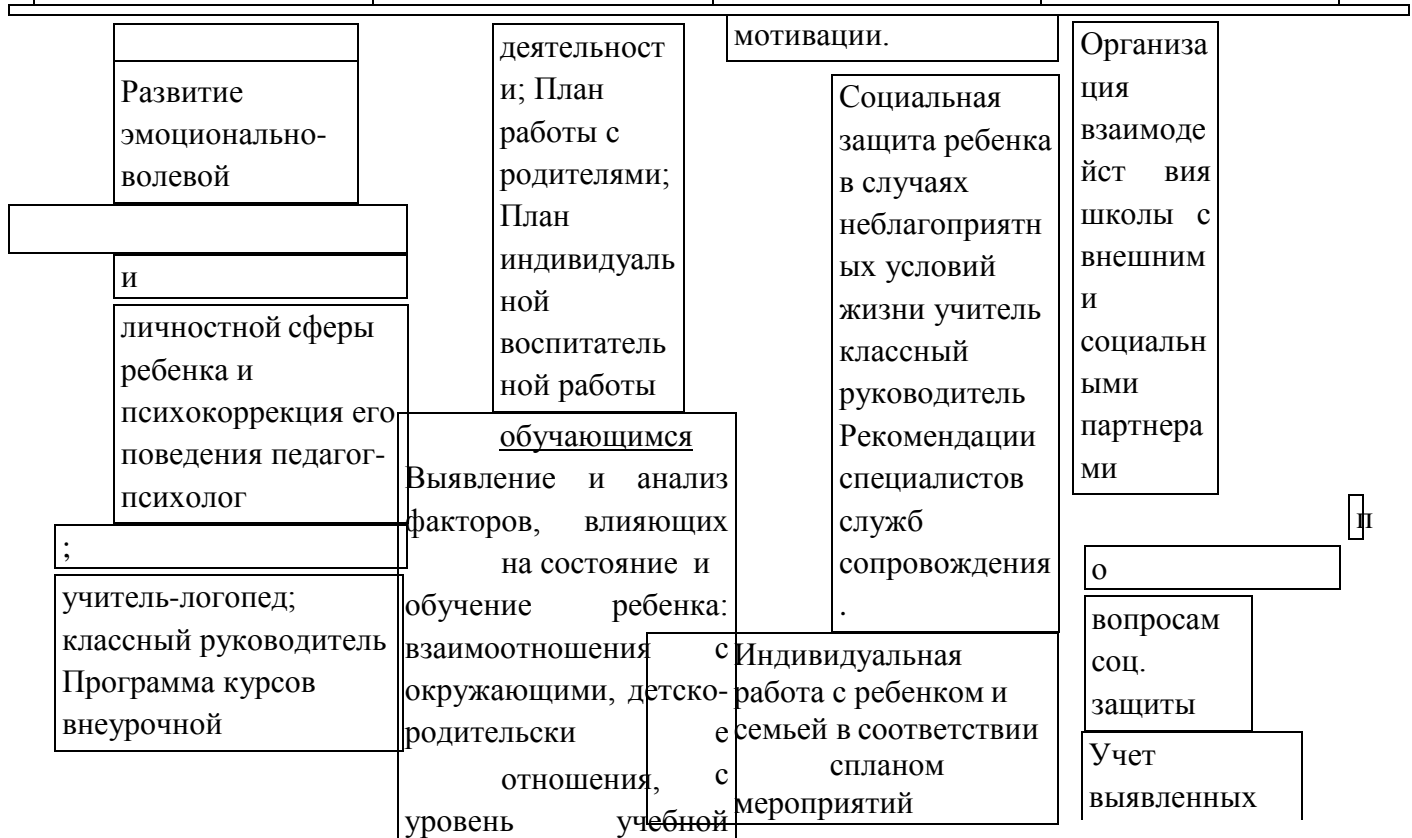 Развитие
эмоционально-
волевой
и
личностной сферы
ребенка и
психокоррекция его
поведения педагог-
психолог
;
учитель-логопед;
классный руководитель
Программа курсов
внеурочной
деятельност
и; План
работы с
родителями;
План
индивидуаль
ной
воспитатель
ной работы
обучающимся
Выявление и анализ
факторов, влияющих
на состояние и
обучение ребенка:
взаимоотношения с
окружающими, детско-
родительски е
отношения, с
уровень учебной
мотивации.
Социальная
защита ребенка
в случаях
неблагоприятн
ых условий
жизни учитель
классный
руководитель
Рекомендации
специалистов
служб
сопровождения
.
Индивидуальная
работа с ребенком и
семьей в соответствии
спланом
мероприятий
Организа
ция
взаимоде
йст вия
школы с
внешним
и
социальн
ыми
партнера
ми
п
о
вопросам
соц.
защиты
Учет
выявленных